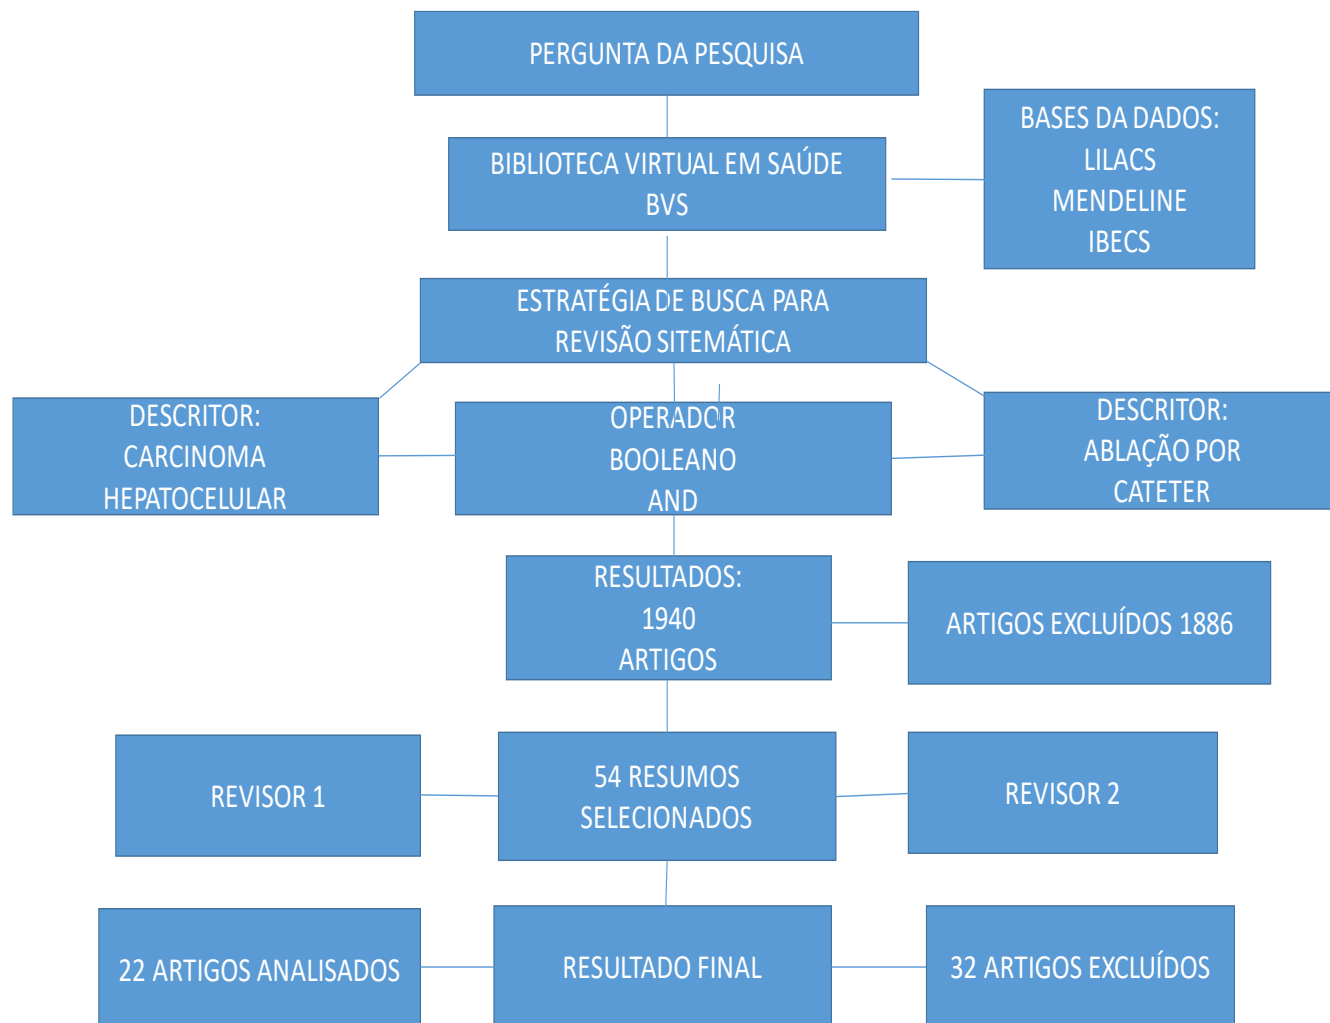 PERGUNTA DA PESQUISA
BIBLIOTECA VIRTUAL EM SAÚDE
BVS
BASES DA DADOS:
LILACS
MENDELINE
IBECS
ESTRATÉGIA DE BUSCA PARA
REVISÃO SITEMÁTICA
DESCRITOR:
CARCINOMA
HEPATOCELULAR
OPERADOR
BOOLEANO
AND
DESCRITOR:
ABLAÇÃO POR
CATETER
RESULTADOS:
1940
ARTIGOS
ARTIGOS EXCLUÍDOS 1886
REVISOR 1
54 RESUMOS
SELECIONADOS
REVISOR 2
22 ARTIGOS ANALISADOS
RESULTADO FINAL
32 ARTIGOS EXCLUÍDOS